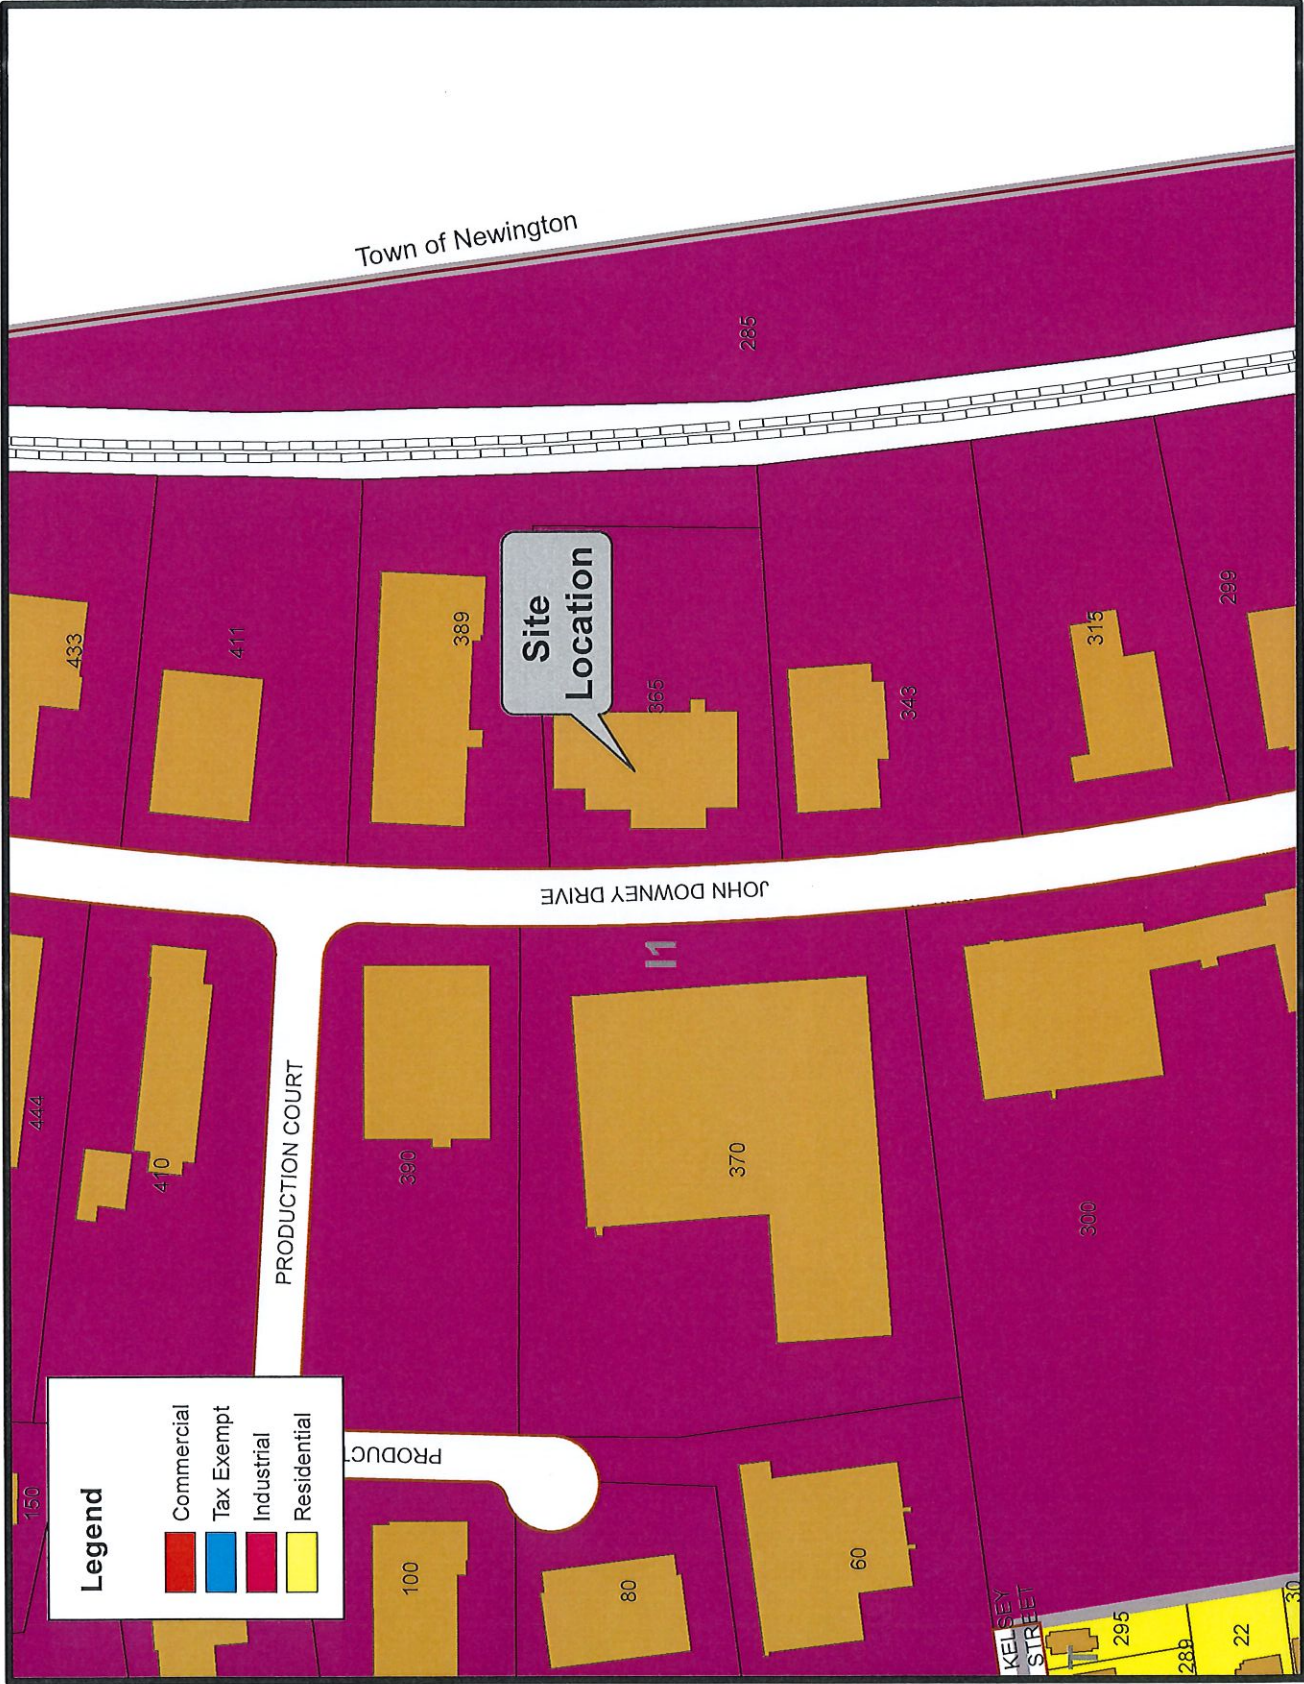 Town of Newington
285
433
411
389
Site
Location
365
343
315
299
JOHN DOWNEY DRIVE
I1
444
410
PRODUCTION COURT
390
370
300
150
Legend
Commercial
Tax Exempt
Industrial
Residential
PRODUCT
100
80
60
KELSEY
STREET
T
295
289
22
30